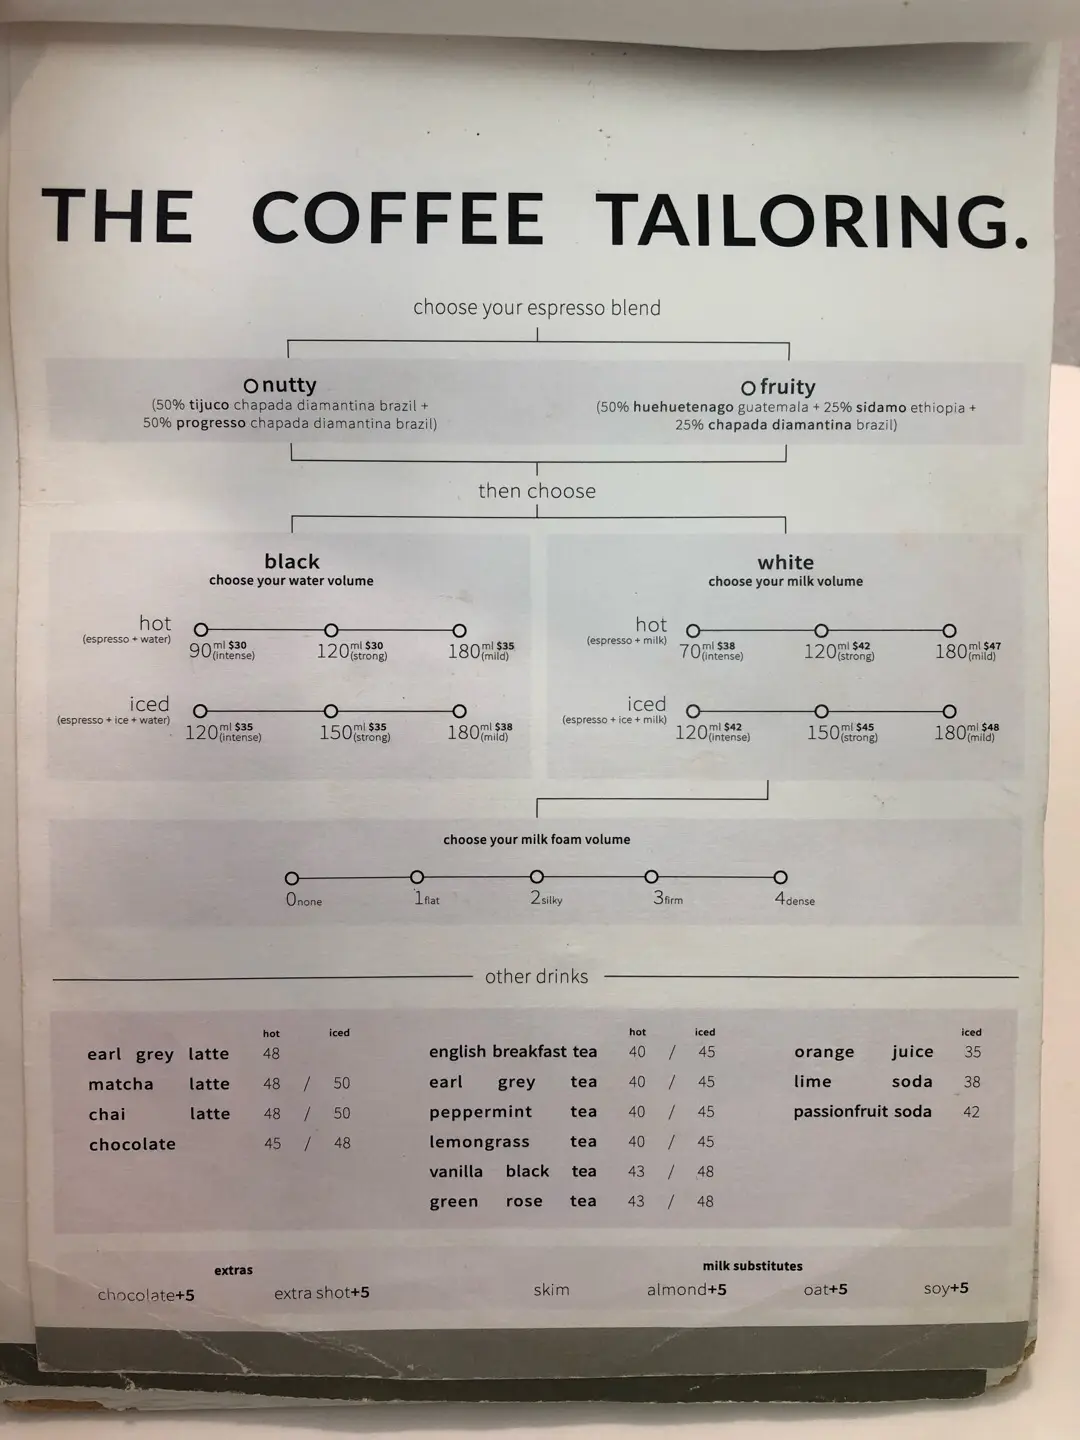 THE COFFEE TAILORING.
choose your espresso blend
nutty
(50% tijuco chapada diamantina brazil +
50% progresso chapada diamantina brazil)
fruity
(50% huehuetenago guatemala + 25% sidamo ethiopia +
25% chapada diamantina brazil)
then choose
black
choose your water volume
hot
(espresso + water)
90ml $30 (intense)
120ml $30 (strong)
180ml $35 (mild)
iced
(espresso + ice + water)
120ml $35 (intense)
150ml $35 (strong)
180ml $38 (mild)
white
choose your milk volume
hot
(espresso + milk)
70ml $38 (intense)
120ml $42 (strong)
180ml $47 (mild)
iced
(espresso + ice + milk)
120ml $42 (intense)
150ml $45 (strong)
180ml $48 (mild)
choose your milk foam volume
0none 1flat 2silky 3firm 4dense
other drinks
hot iced
earl grey latte 48
matcha latte 48 / 50
chai latte 48 / 50
chocolate 45 / 48
hot iced
english breakfast tea 40 / 45
earl grey tea 40 / 45
peppermint tea 40 / 45
lemongrass tea 40 / 45
vanilla black tea 43 / 48
green rose tea 43 / 48
iced
orange juice 35
lime soda 38
passionfruit soda 42
extras
chocolate+5 extra shot+5
milk substitutes
skim almond+5 oat+5 soy+5